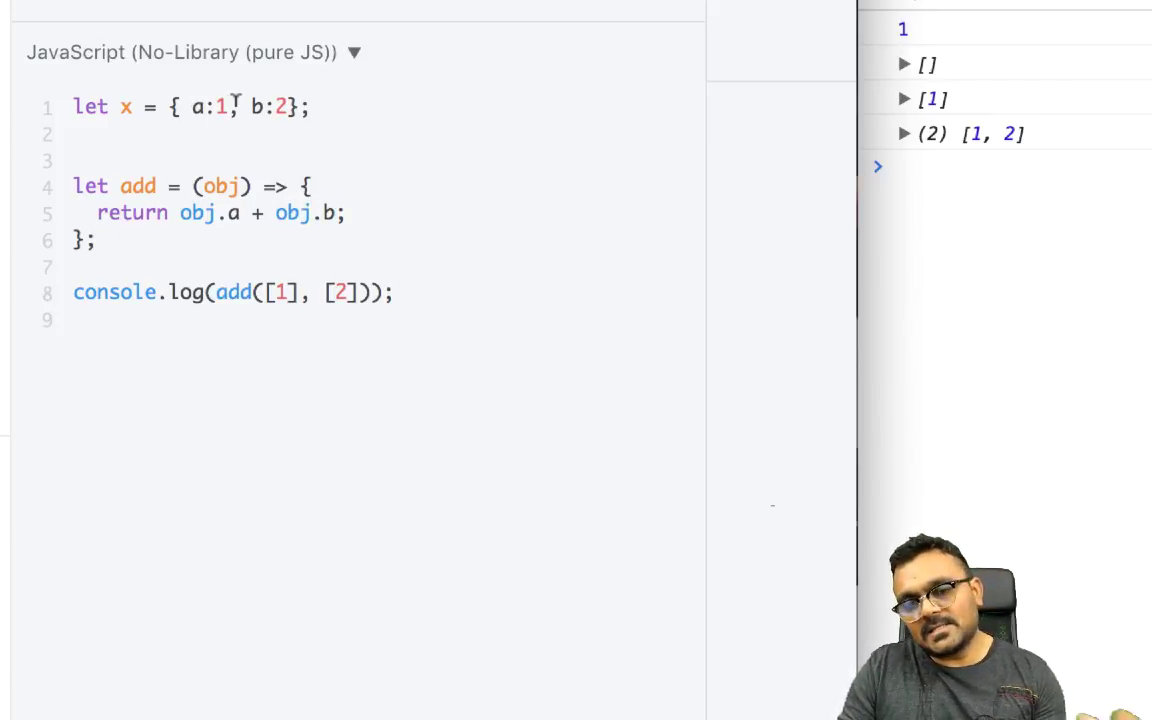 JavaScript (No-Library (pure JS)) ▼
1 let x = { a:1, b:2};
2
3
4 let add = (obj) => {
5 return obj.a + obj.b;
6 };
7
8 console.log(add([1], [2]));
9
1
▶ []
▶ [1]
▶ (2) [1, 2]
>